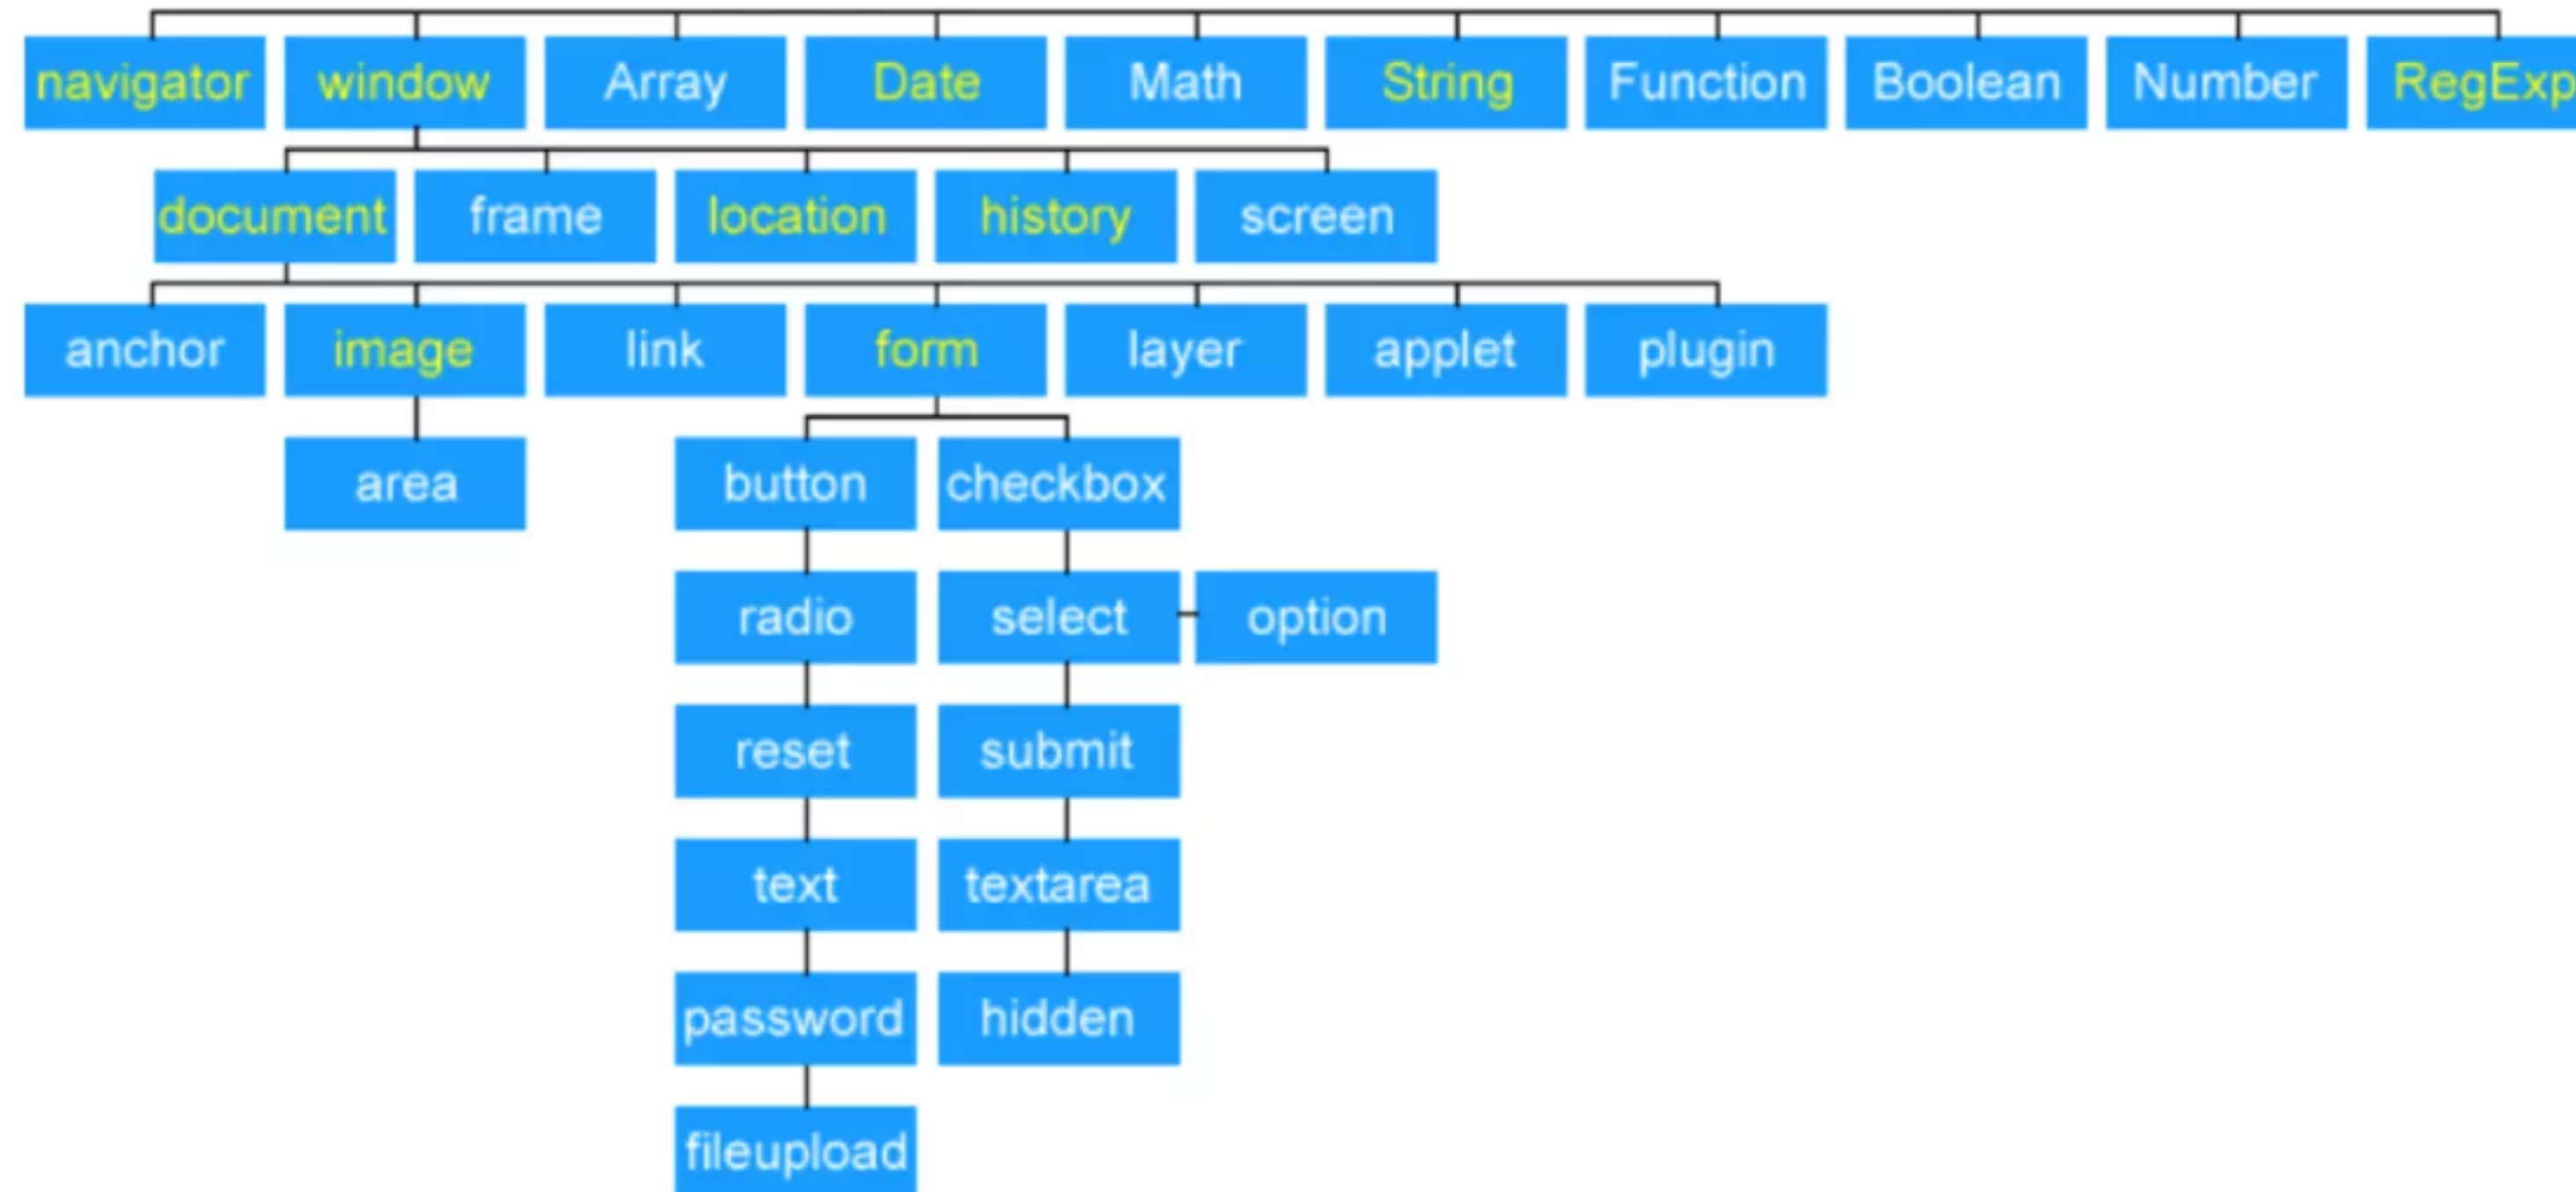 navigator window Array Date Math String Function Boolean Number RegExp
document frame location history screen
anchor image link form layer applet plugin
area button checkbox
radio select option
reset submit
text textarea
password hidden
fileupload